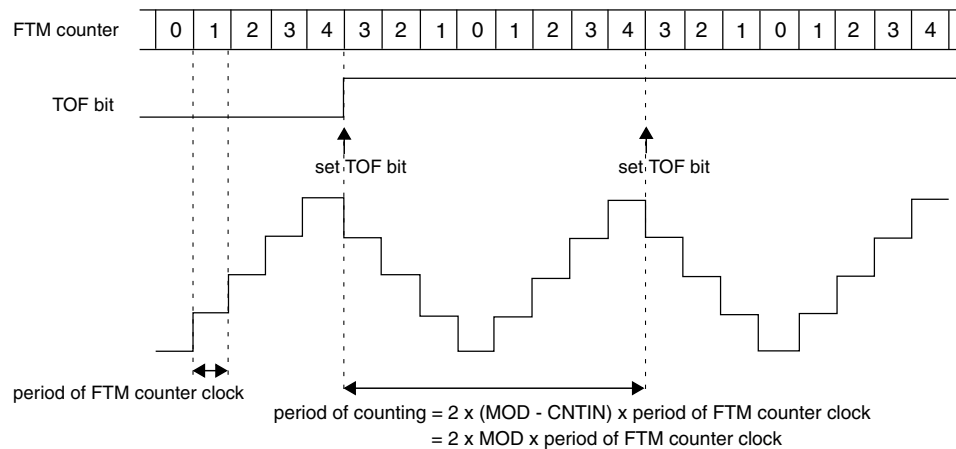 FTM counter 0 1 2 3 4 3 2 1 0 1 2 3 4 3 2 1 0 1 2 3 4
TOF bit
set TOF bit set TOF bit
period of FTM counter clock
period of counting = 2 x (MOD - CNTIN) x period of FTM counter clock
= 2 x MOD x period of FTM counter clock